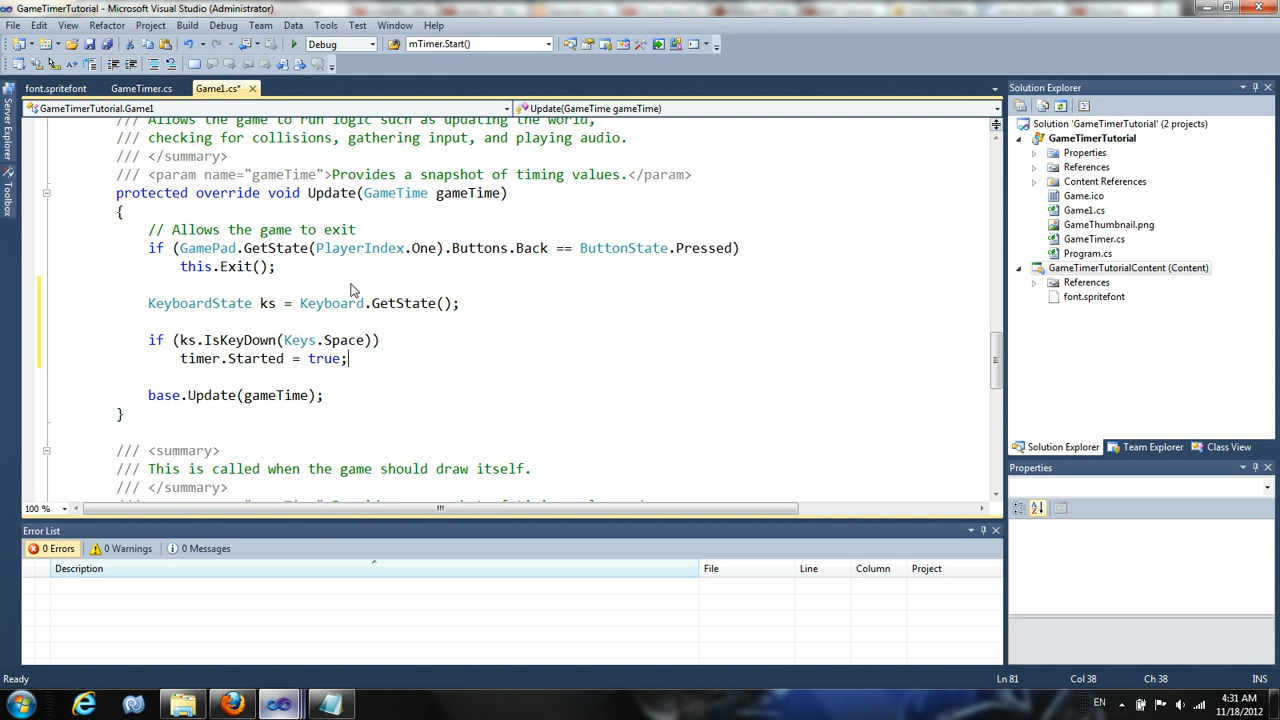 GameTimerTutorial - Microsoft Visual Studio (Administrator)
File Edit View Refactor Project Build Debug Team Data Tools Test Window Help
Debug mTimer.Start()
font.spritefont GameTimer.cs Game1.cs*
GameTimerTutorial.Game1 Update(GameTime gameTime)
/// Allows the game to run logic such as updating the world,
/// checking for collisions, gathering input, and playing audio.
/// </summary>
/// <param name="gameTime">Provides a snapshot of timing values.</param>
protected override void Update(GameTime gameTime)
{
// Allows the game to exit
if (GamePad.GetState(PlayerIndex.One).Buttons.Back == ButtonState.Pressed)
this.Exit();
KeyboardState ks = Keyboard.GetState();
if (ks.IsKeyDown(Keys.Space))
timer.Started = true;
base.Update(gameTime);
}
/// <summary>
/// This is called when the game should draw itself.
/// </summary>
100 %
Server Explorer
Toolbox
Solution Explorer
Solution 'GameTimerTutorial' (2 projects)
GameTimerTutorial
Properties
References
Content References
Game.ico
Game1.cs
GameThumbnail.png
GameTimer.cs
Program.cs
GameTimerTutorialContent (Content)
References
font.spritefont
Solution Explorer Team Explorer Class View
Properties
Error List
0 Errors 0 Warnings 0 Messages
Description File Line Column Project
Ready Ln 81 Col 38 Ch 38 INS
EN 4:31 AM
11/18/2012